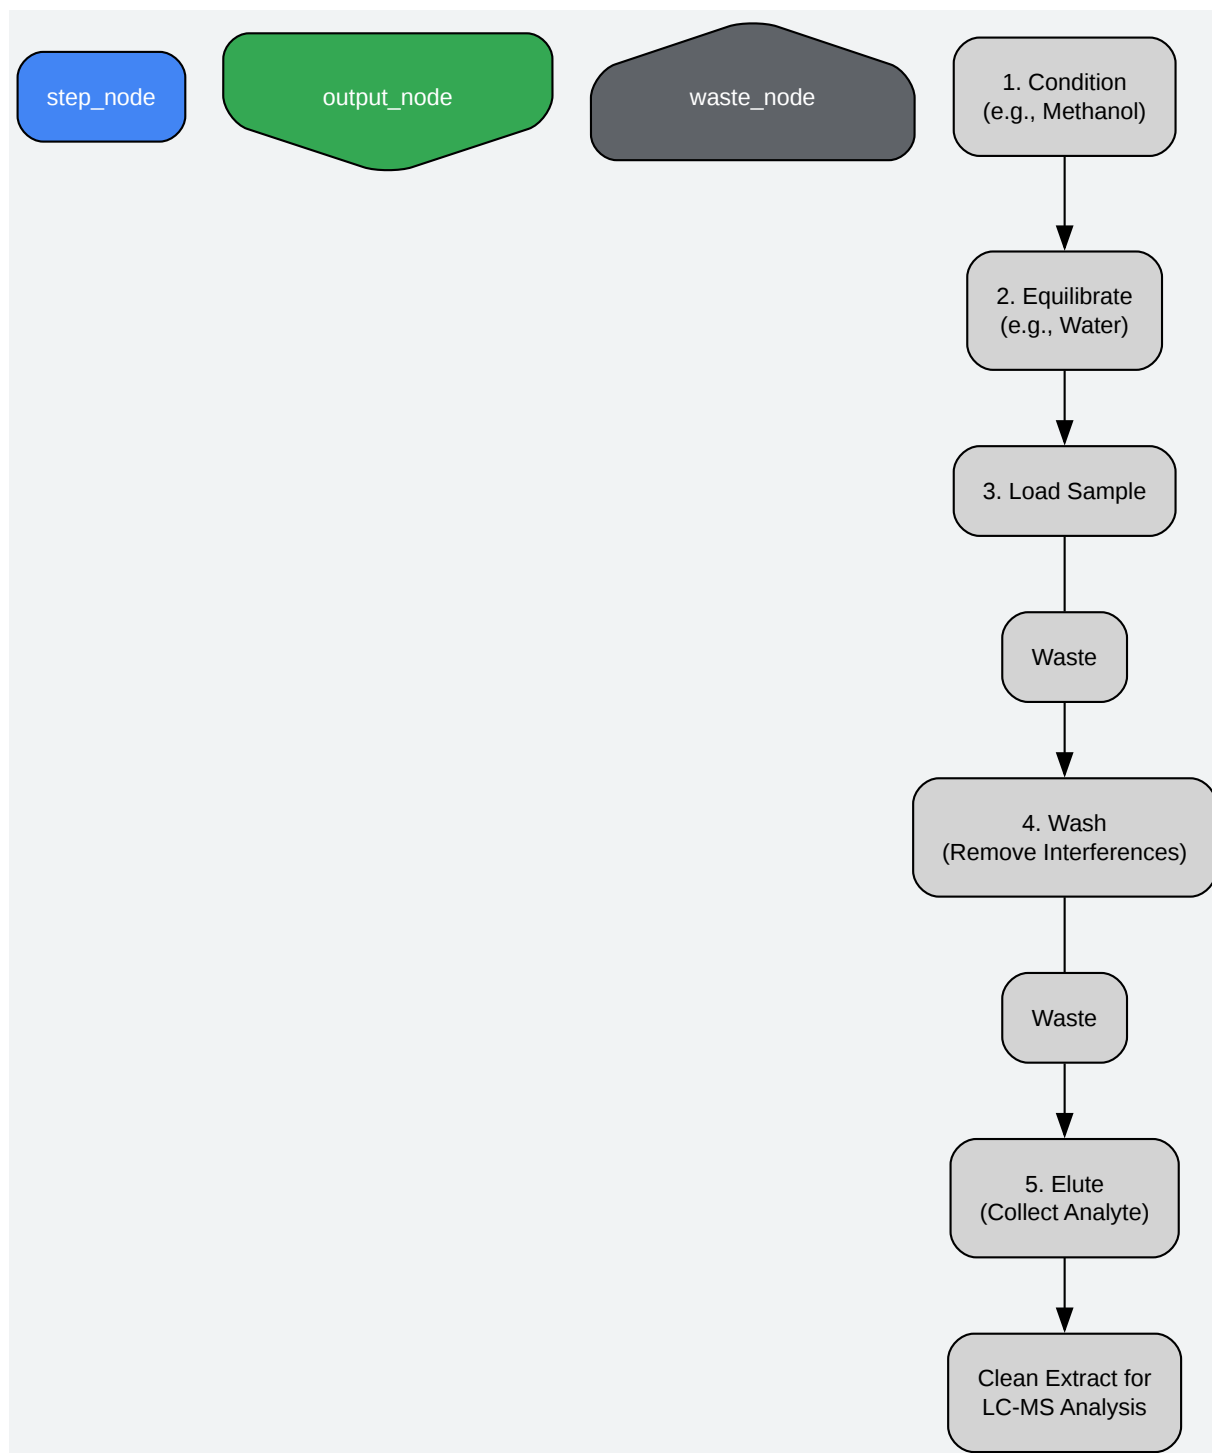 step_node
output_node
waste_node
1. Condition
(e.g., Methanol)
2. Equilibrate
(e.g., Water)
3. Load Sample
Waste
4. Wash
(Remove Interferences)
Waste
5. Elute
(Collect Analyte)
Clean Extract for
LC-MS Analysis